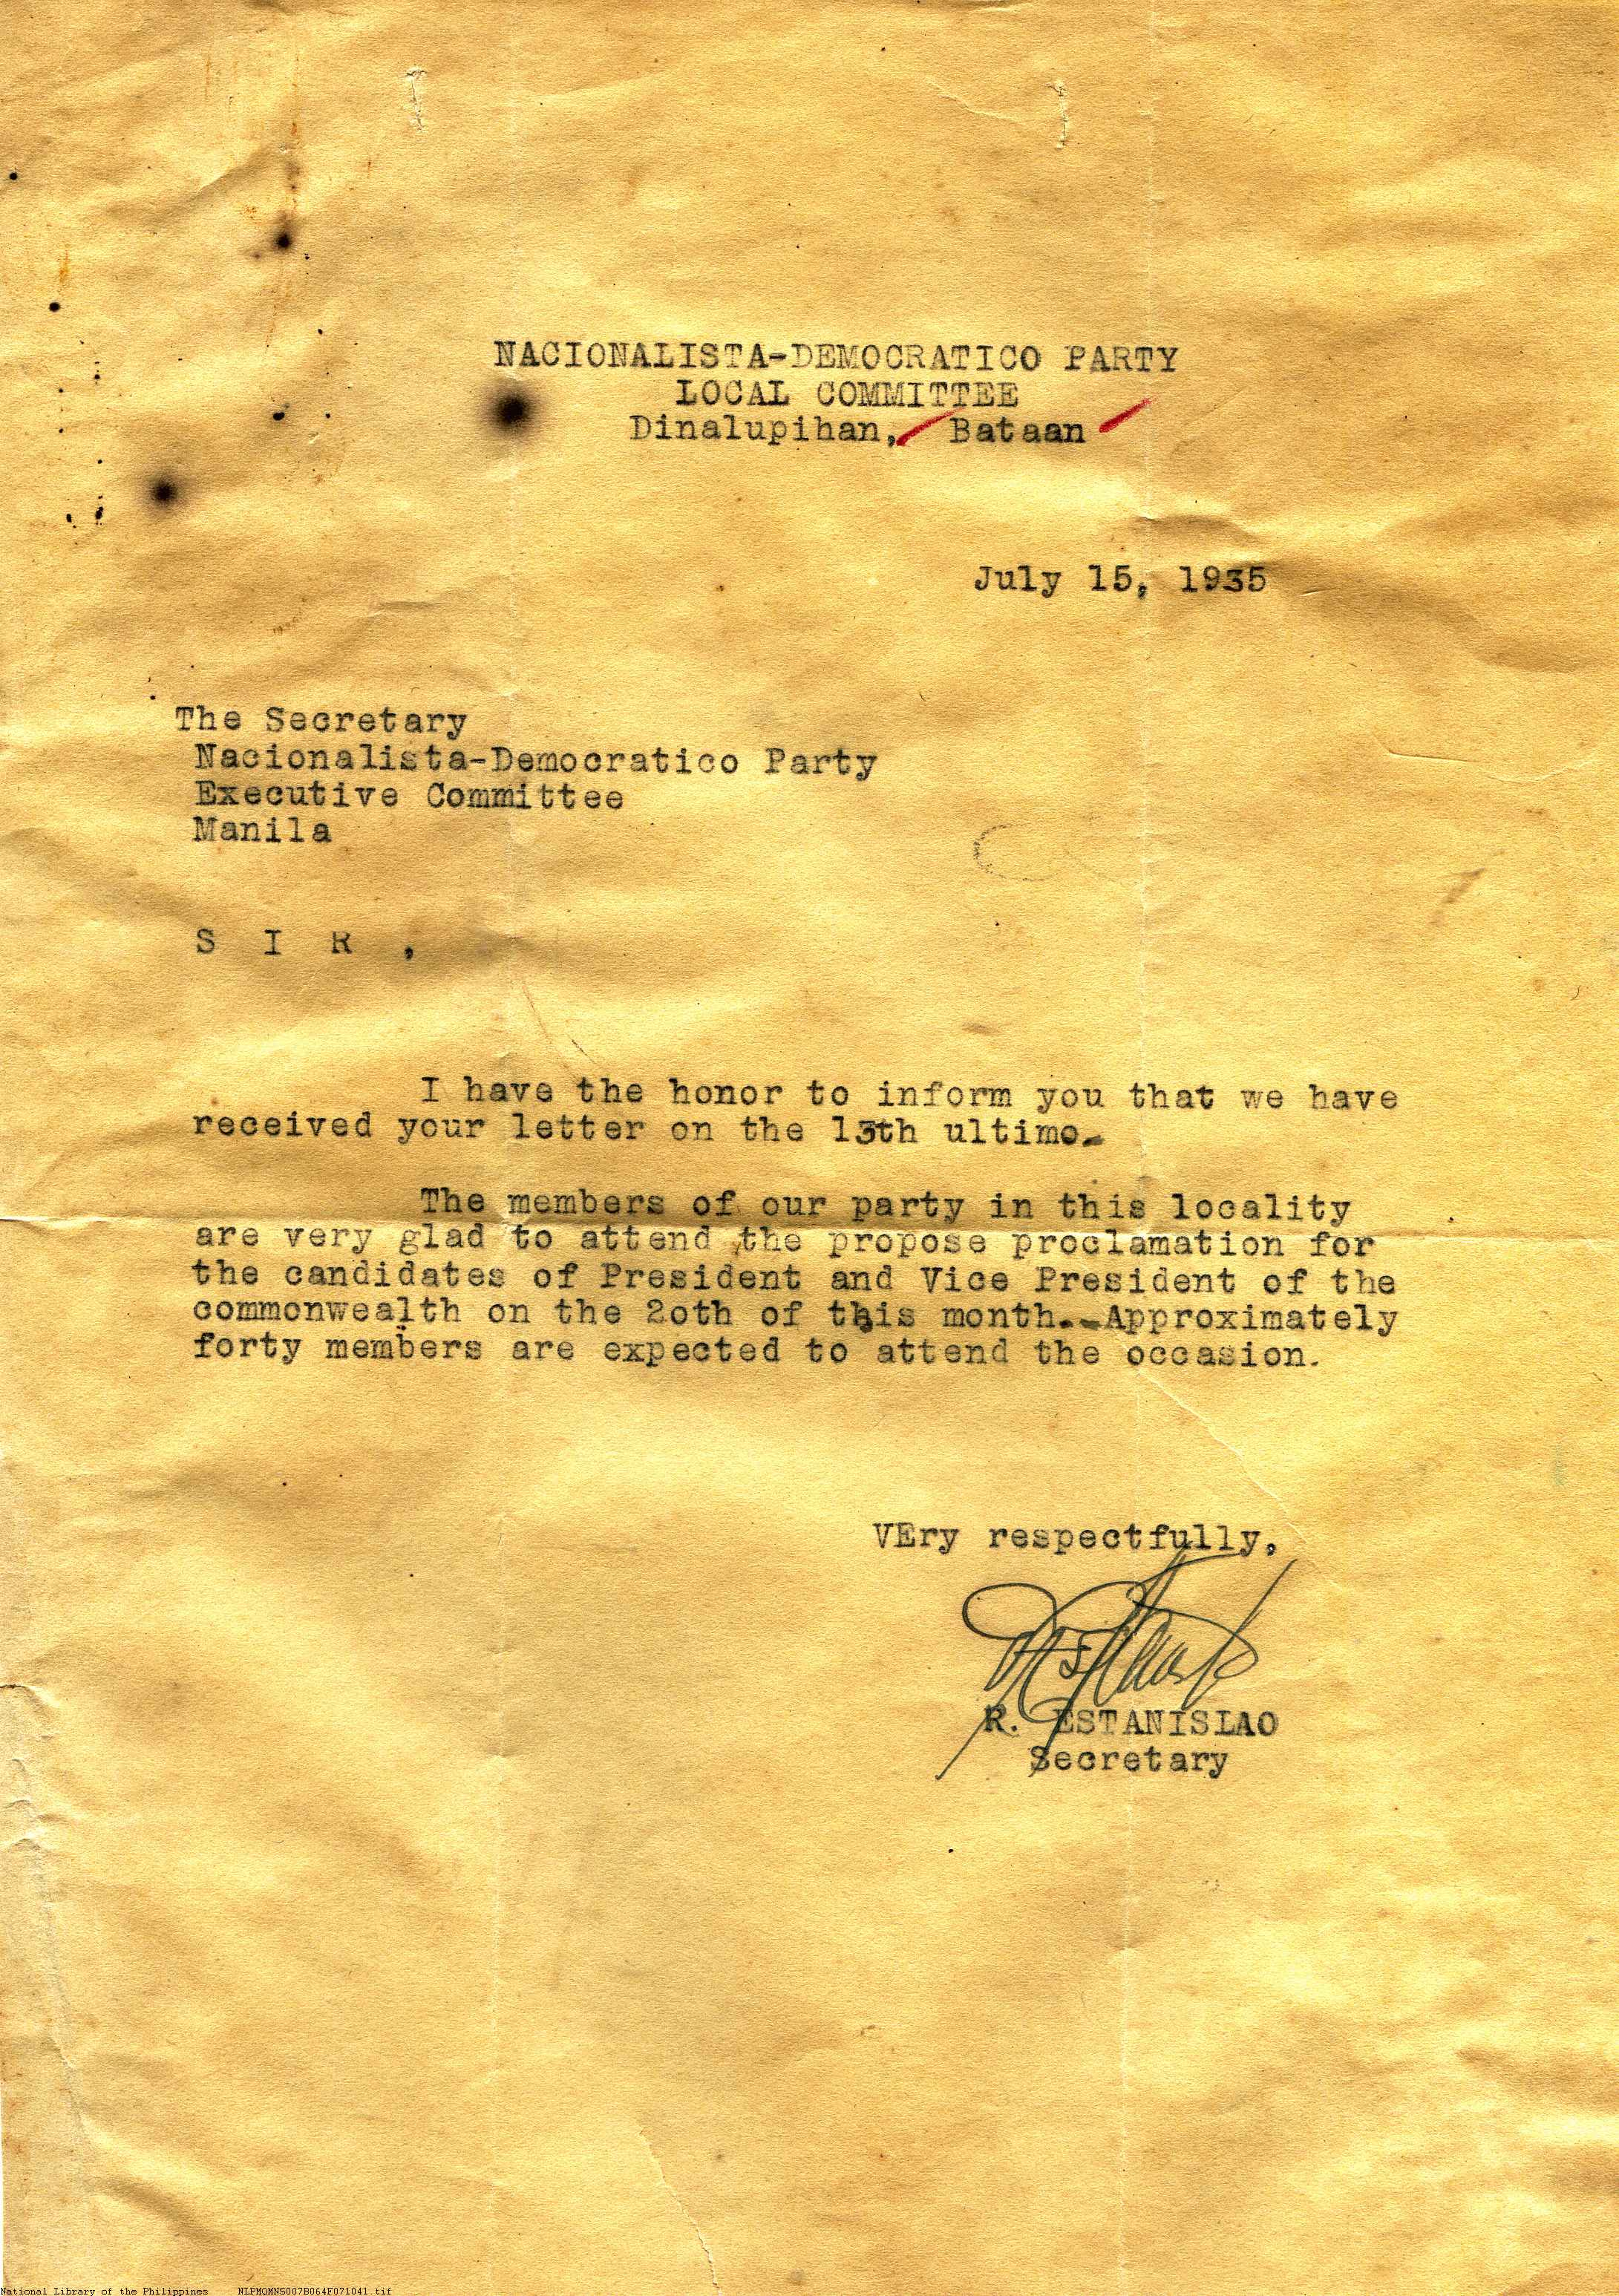 NACIONALISTA-DEMOCRATICO PARTY
LOCAL COMMITTEE
Dinalupihan, Bataan
July 15, 1935
The Secretary
Nacionalista-Democratico Party
Executive Committee
Manila
S I R ,
I have the honor to inform you that we have
received your letter on the 13th ultimo.
The members of our party in this locality
are very glad to attend the propose proclamation for
the candidates of President and Vice President of the
commonwealth on the 2oth of this month.-Approximately
forty members are expected to attend the occasion.
VEry respectfully,
R. ESTANISLAO
Secretary
National Library of the Philippines NLPMQMNS007B064F071041.tif